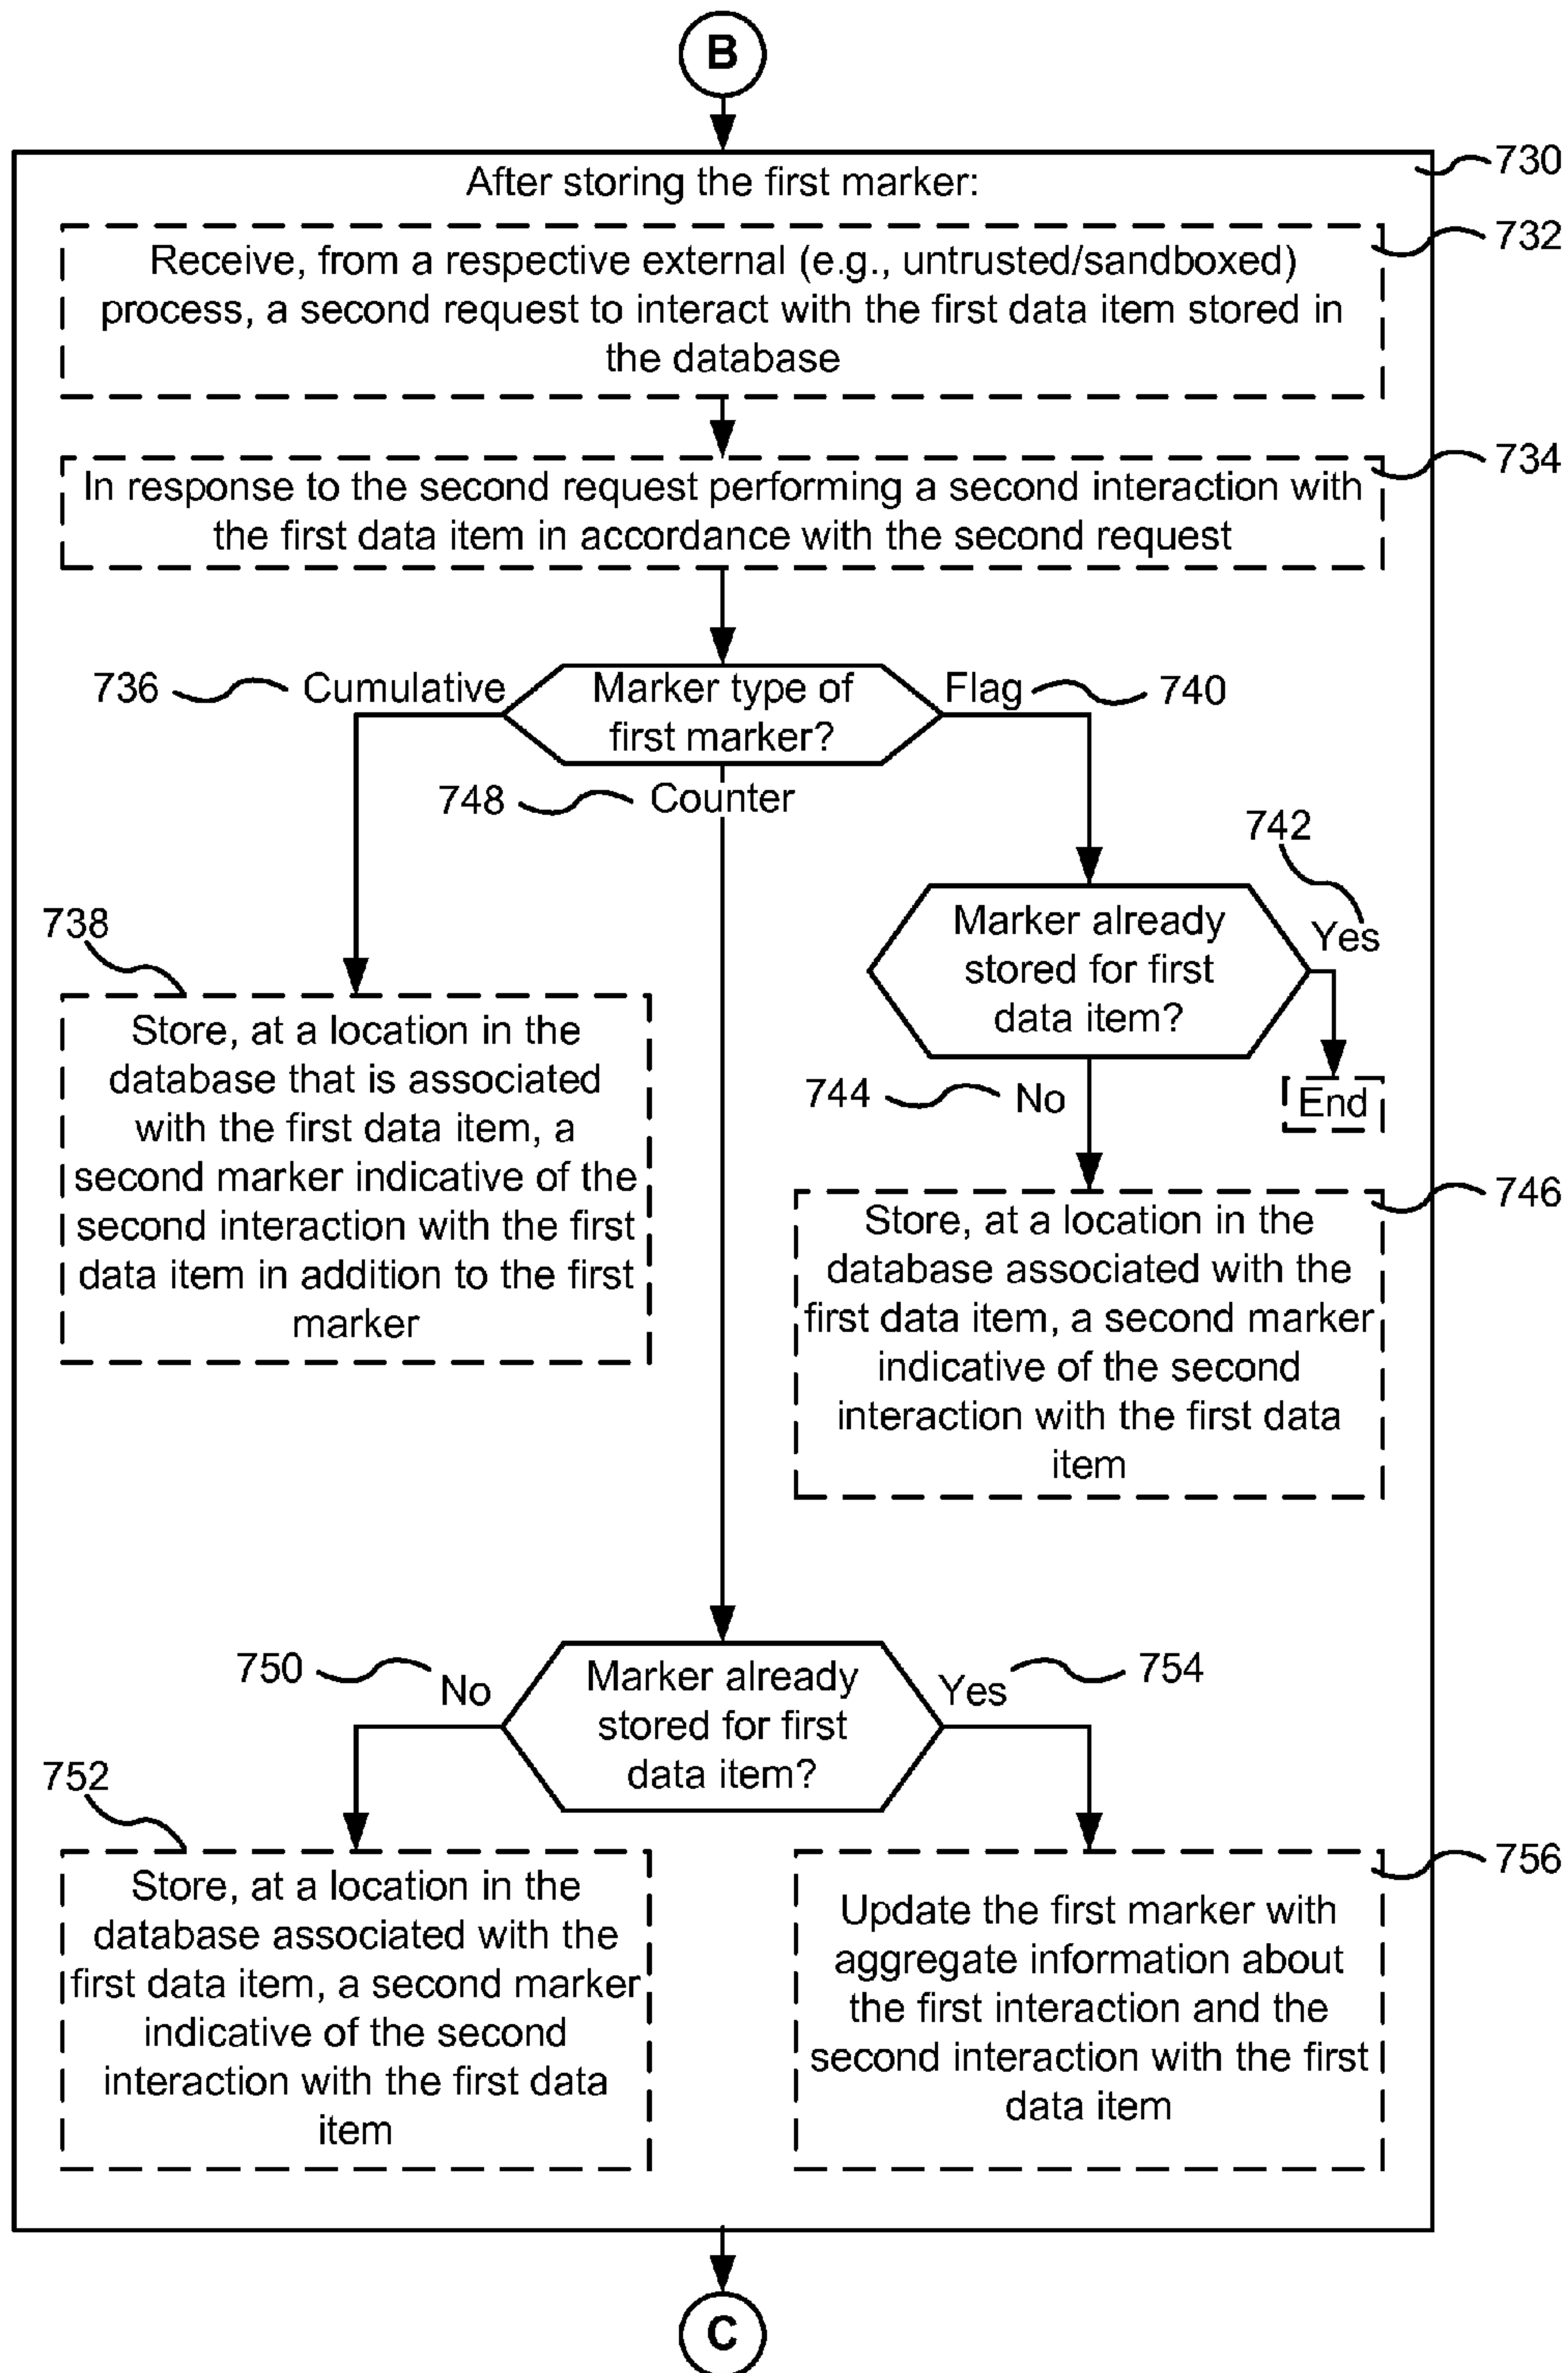 B
730
After storing the first marker:
732
Receive, from a respective external (e.g., untrusted/sandboxed)
process, a second request to interact with the first data item stored in
the database
734
In response to the second request performing a second interaction with
the first data item in accordance with the second request
736
Cumulative
Marker type of
first marker?
Flag
740
748
Counter
742
Yes
Marker already
stored for first
data item?
738
Store, at a location in the
database that is associated
with the first data item, a
second marker indicative of the
second interaction with the first
data item in addition to the first
marker
744
No
End
746
Store, at a location in the
database associated with the
first data item, a second marker
indicative of the second
interaction with the first data
item
750
No
Marker already
stored for first
data item?
Yes
754
752
Store, at a location in the
database associated with the
first data item, a second marker
indicative of the second
interaction with the first data
item
756
Update the first marker with
aggregate information about
the first interaction and the
second interaction with the first
data item
C